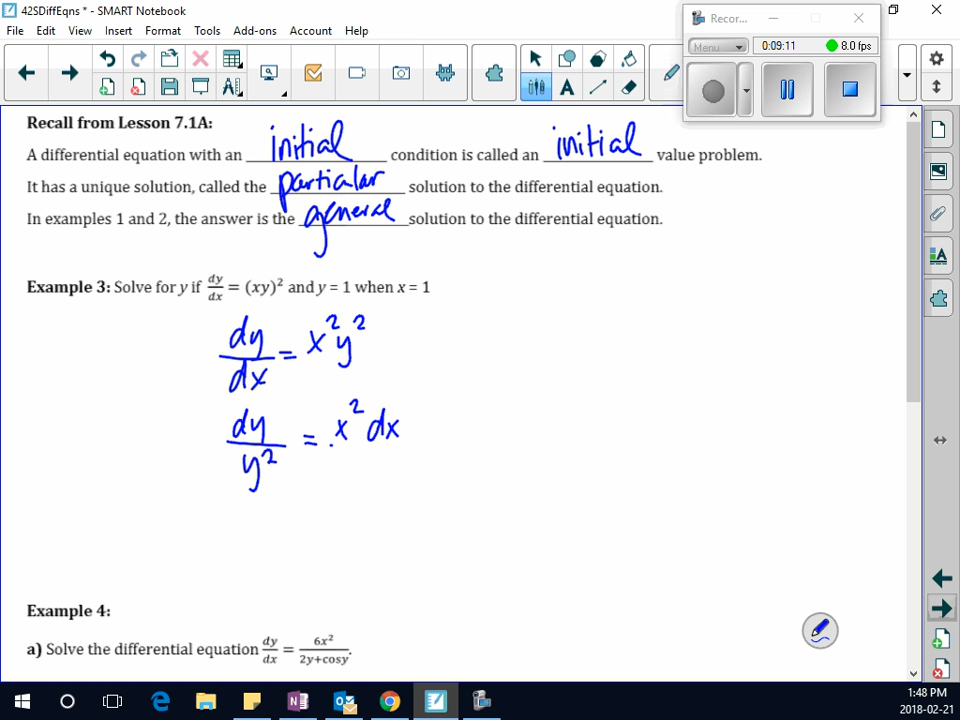 42SDiffEqns * - SMART Notebook
File Edit View Insert Format Tools Add-ons Account Help
Recor...
Menu 0:09:11 8.0 fps
Recall from Lesson 7.1A:
A differential equation with an initial condition is called an initial value problem.
It has a unique solution, called the particular solution to the differential equation.
In examples 1 and 2, the answer is the general solution to the differential equation.
Example 3: Solve for y if dy/dx = (xy)² and y = 1 when x = 1
dy/dx = x²y²
dy/y² = x² dx
Example 4:
a) Solve the differential equation dy/dx = 6x²/2y+cosy.
1:48 PM
2018-02-21